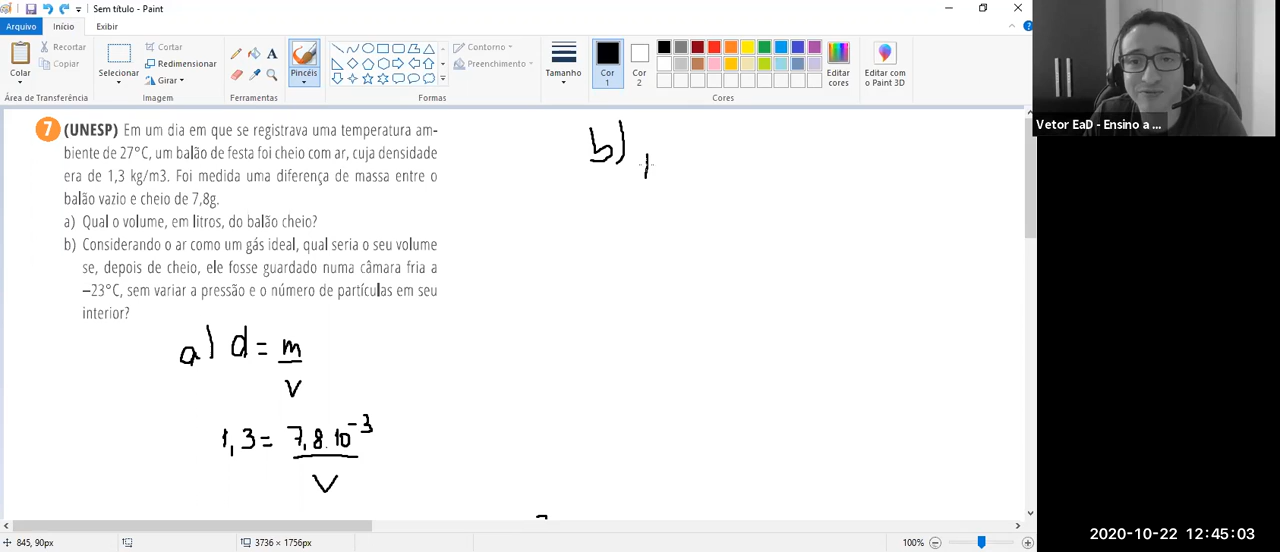 Sem título - Paint
Arquivo Início Exibir
Colar
Recortar
Copiar
Área de Transferência
Selecionar
Cortar
Redimensionar
Girar
Imagem
A
Ferramentas
Pincéis
Contorno
Preenchimento
Formas
Tamanho
Cor 1
Cor 2
Editar cores
Editar com o Paint 3D
Cores
7 (UNESP) Em um dia em que se registrava uma temperatura am-
biente de 27°C, um balão de festa foi cheio com ar, cuja densidade
era de 1,3 kg/m3. Foi medida uma diferença de massa entre o
balão vazio e cheio de 7,8g.
a) Qual o volume, em litros, do balão cheio?
b) Considerando o ar como um gás ideal, qual seria o seu volume
se, depois de cheio, ele fosse guardado numa câmara fria a
–23°C, sem variar a pressão e o número de partículas em seu
interior?
a) d = m
v
1,3 = 7,8.10⁻³
V
b)
Vetor EaD - Ensino a ...
2020-10-22 12:45:03
845, 90px
3736 × 1756px
100%